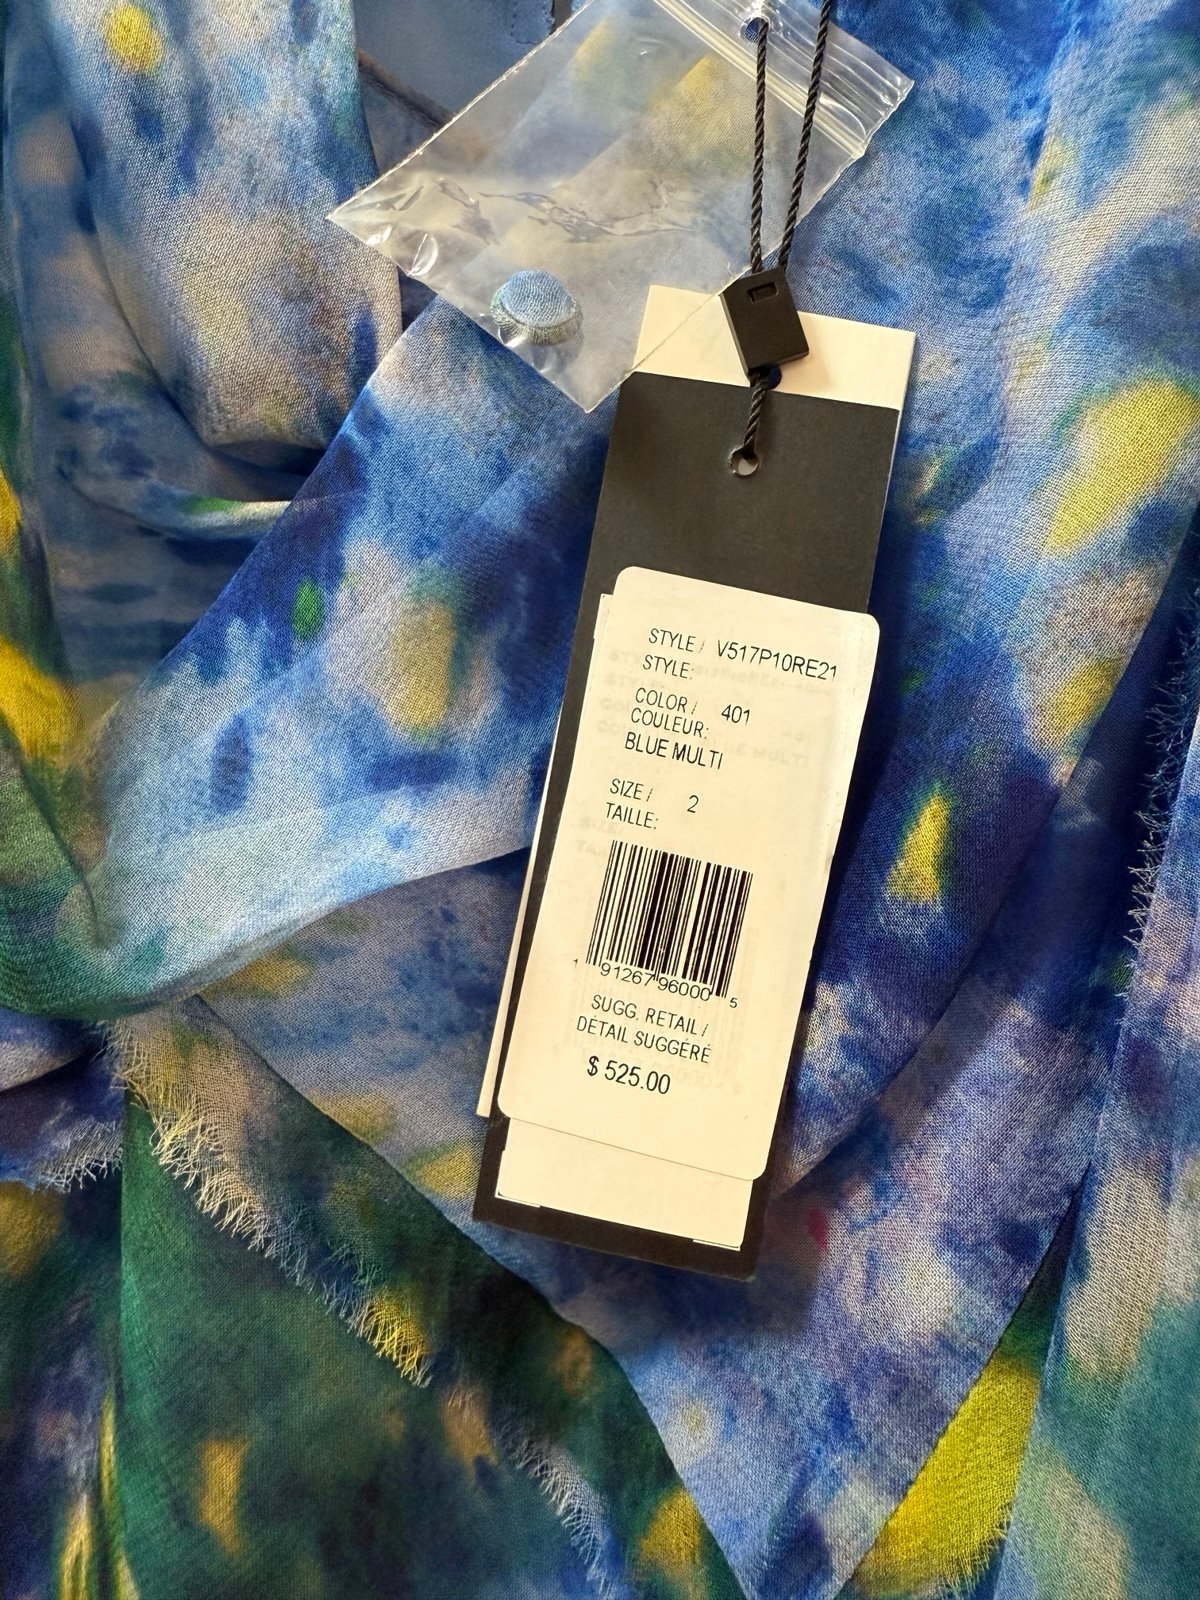 STYLE / V517P10RE21
STYLE:
COLOR / 401
COULEUR:
BLUE MULTI
SIZE / 2
TAILLE:
1 91267 96000 5
SUGG. RETAIL /
DÉTAIL SUGGÉRÉ
$ 525.00